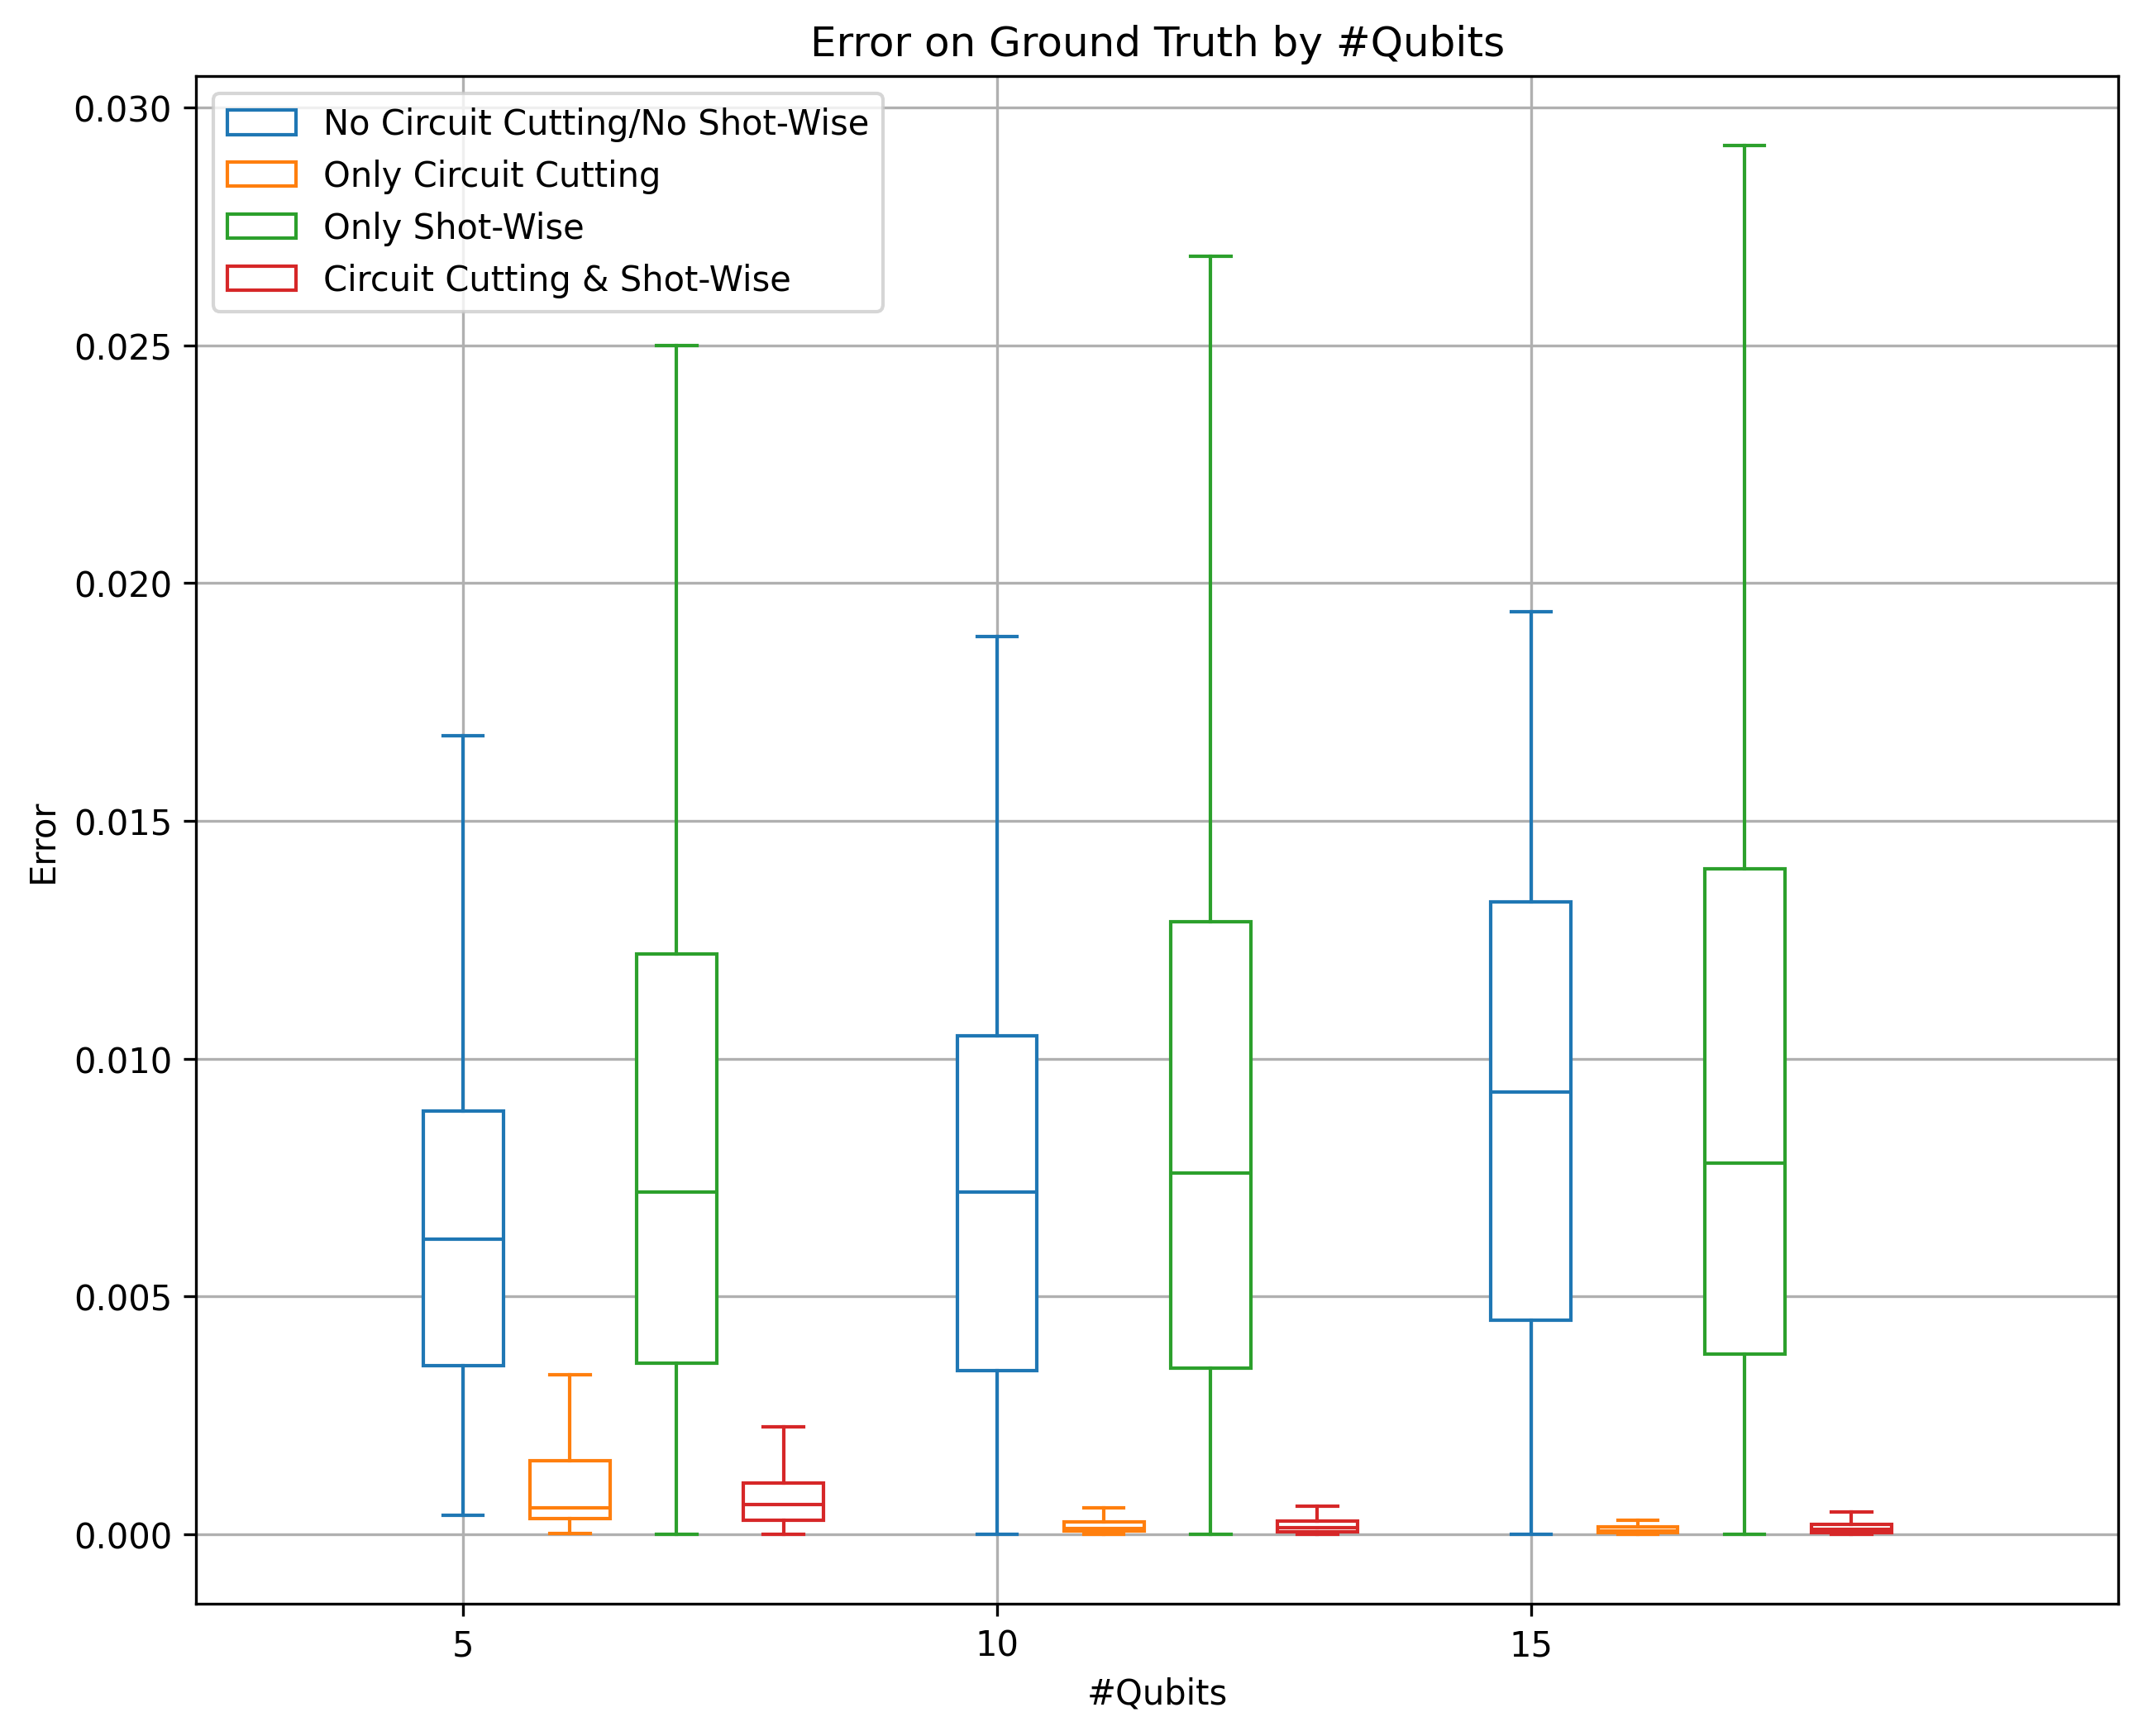 Error on Ground Truth by #Qubits
No Circuit Cutting/No Shot-Wise
Only Circuit Cutting
Only Shot-Wise
Circuit Cutting & Shot-Wise
Error
0.030
0.025
0.020
0.015
0.010
0.005
0.000
5 10 15
#Qubits